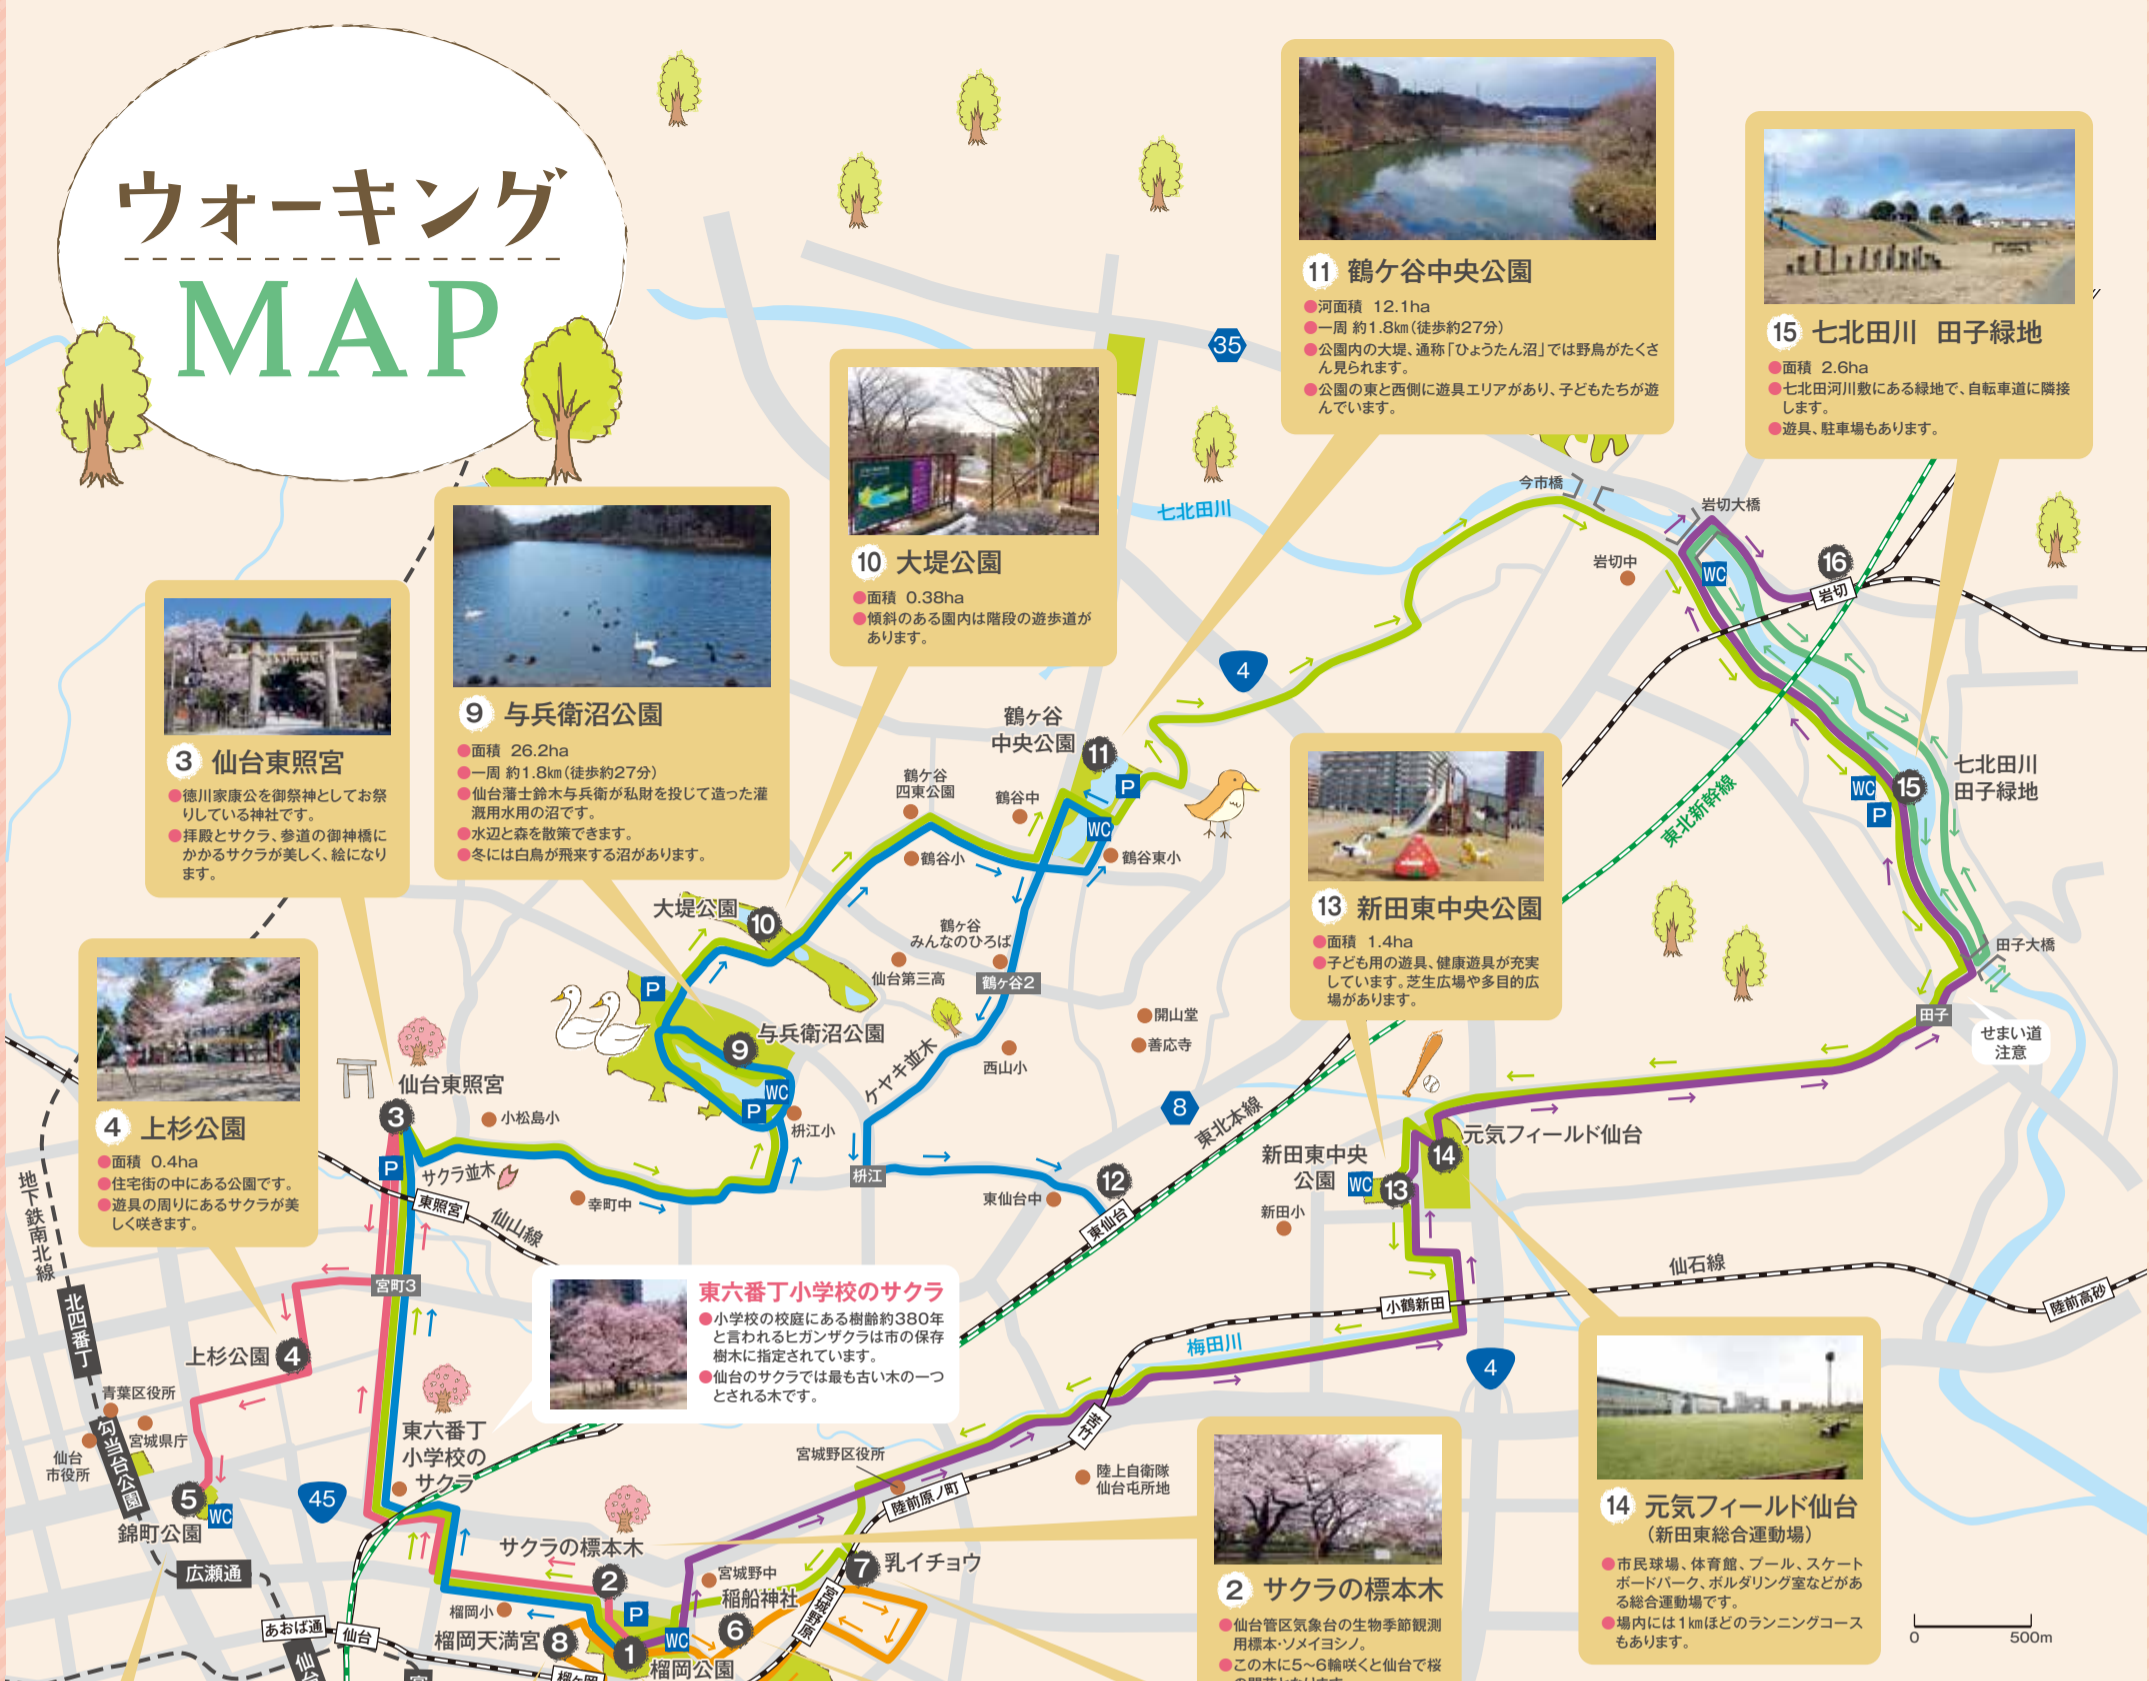 ウォーキング
MAP
11 鶴ケ谷中央公園
●河面積 12.1ha
●一周 約1.8㎞（徒歩約27分）
●公園内の大堤、通称「ひょうたん沼」では野鳥がたくさ
ん見られます。
●公園の東と西側に遊具エリアがあり、子どもたちが遊
んでいます。
15 七北田川 田子緑地
●面積 2.6ha
●七北田河川敷にある緑地で、自転車道に隣接
します。
●遊具、駐車場もあります。
10 大堤公園
●面積 0.38ha
●傾斜のある園内は階段の遊歩道が
あります。
9 与兵衛沼公園
●面積 26.2ha
●一周 約1.8㎞（徒歩約27分）
●仙台藩士鈴木与兵衛が私財を投じて造った灌
漑用水用の沼です。
●水辺と森を散策できます。
●冬には白鳥が飛来する沼があります。
3 仙台東照宮
●徳川家康公を御祭神としてお祭
りしている神社です。
●拝殿とサクラ、参道の御神橋に
かかるサクラが美しく、絵になり
ます。
4 上杉公園
●面積 0.4ha
●住宅街の中にある公園です。
●遊具の周りにあるサクラが美
しく咲きます。
13 新田東中央公園
●面積 1.4ha
●子ども用の遊具、健康遊具が充実
しています。芝生広場や多目的広
場があります。
東六番丁小学校のサクラ
●小学校の校庭にある樹齢約380年
と言われるヒガンザクラは市の保存
樹木に指定されています。
●仙台のサクラでは最も古い木の一つ
とされる木です。
2 サクラの標本木
●仙台管区気象台の生物季節観測
用標本・ソメイヨシノ。
●この木に5～6輪咲くと仙台で桜
14 元気フィールド仙台
（新田東総合運動場）
●市民球場、体育館、プール、スケート
ボードパーク、ボルダリング室などがあ
る総合運動場です。
●場内には1㎞ほどのランニングコース
もあります。
35
七北田川
今市橋
岩切大橋
岩切中
WC
16
岩切
4
鶴ヶ谷
中央公園
11
P
WC
鶴ケ谷
四東公園
鶴谷中
鶴谷小
鶴谷東小
東北新幹線
WC
P
15
七北田川
田子緑地
田子大橋
田子
せまい道
注意
大堤公園
10
鶴ケ谷
みんなのひろば
仙台第三高
鶴ケ谷2
開山堂
善応寺
西山小
ケヤキ並木
P
与兵衛沼公園
9
WC
P
枡江小
8
東北本線
仙台東照宮
3
P
小松島小
サクラ並木
東照宮
仙山線
幸町中
枡江
東仙台中
12
東仙台
新田東中央
公園
WC
13
14
元気フィールド仙台
新田小
仙石線
小鶴新田
陸前高砂
梅田川
4
地下鉄南北線
北四番丁
宮町3
上杉公園
4
青葉区役所
宮城県庁
仙台
市役所
勾当台公園
5
WC
錦町公園
広瀬通
45
東六番丁
小学校の
サクラ
宮城野区役所
苦竹
陸前原ノ町
陸上自衛隊
仙台屯所地
サクラの標本木
2
宮城野中
稲船神社
6
7
乳イチョウ
宮城野原
榴岡小
榴岡天満宮
8
P
1
WC
榴岡公園
あおば通
仙台
0
500m